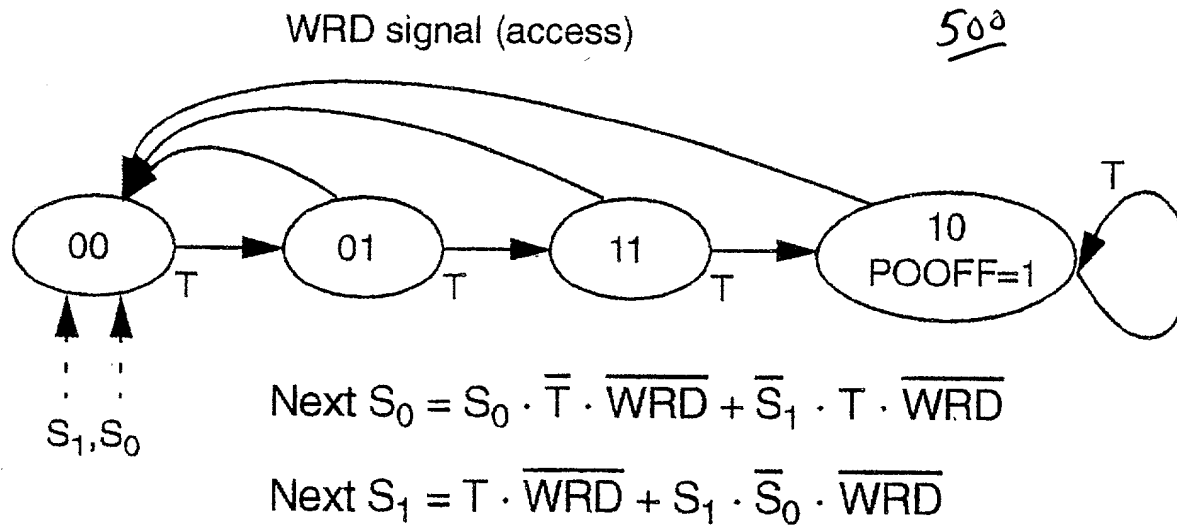 WRD signal (access)
500
T
00
01
11
10
POOFF=1
T
T
T
S₁,S₀
Next S₀ = S₀ · T̅ · W̅R̅D̅ + S̅₁ · T · W̅R̅D̅
Next S₁ = T · W̅R̅D̅ + S₁ · S̅₀ · W̅R̅D̅